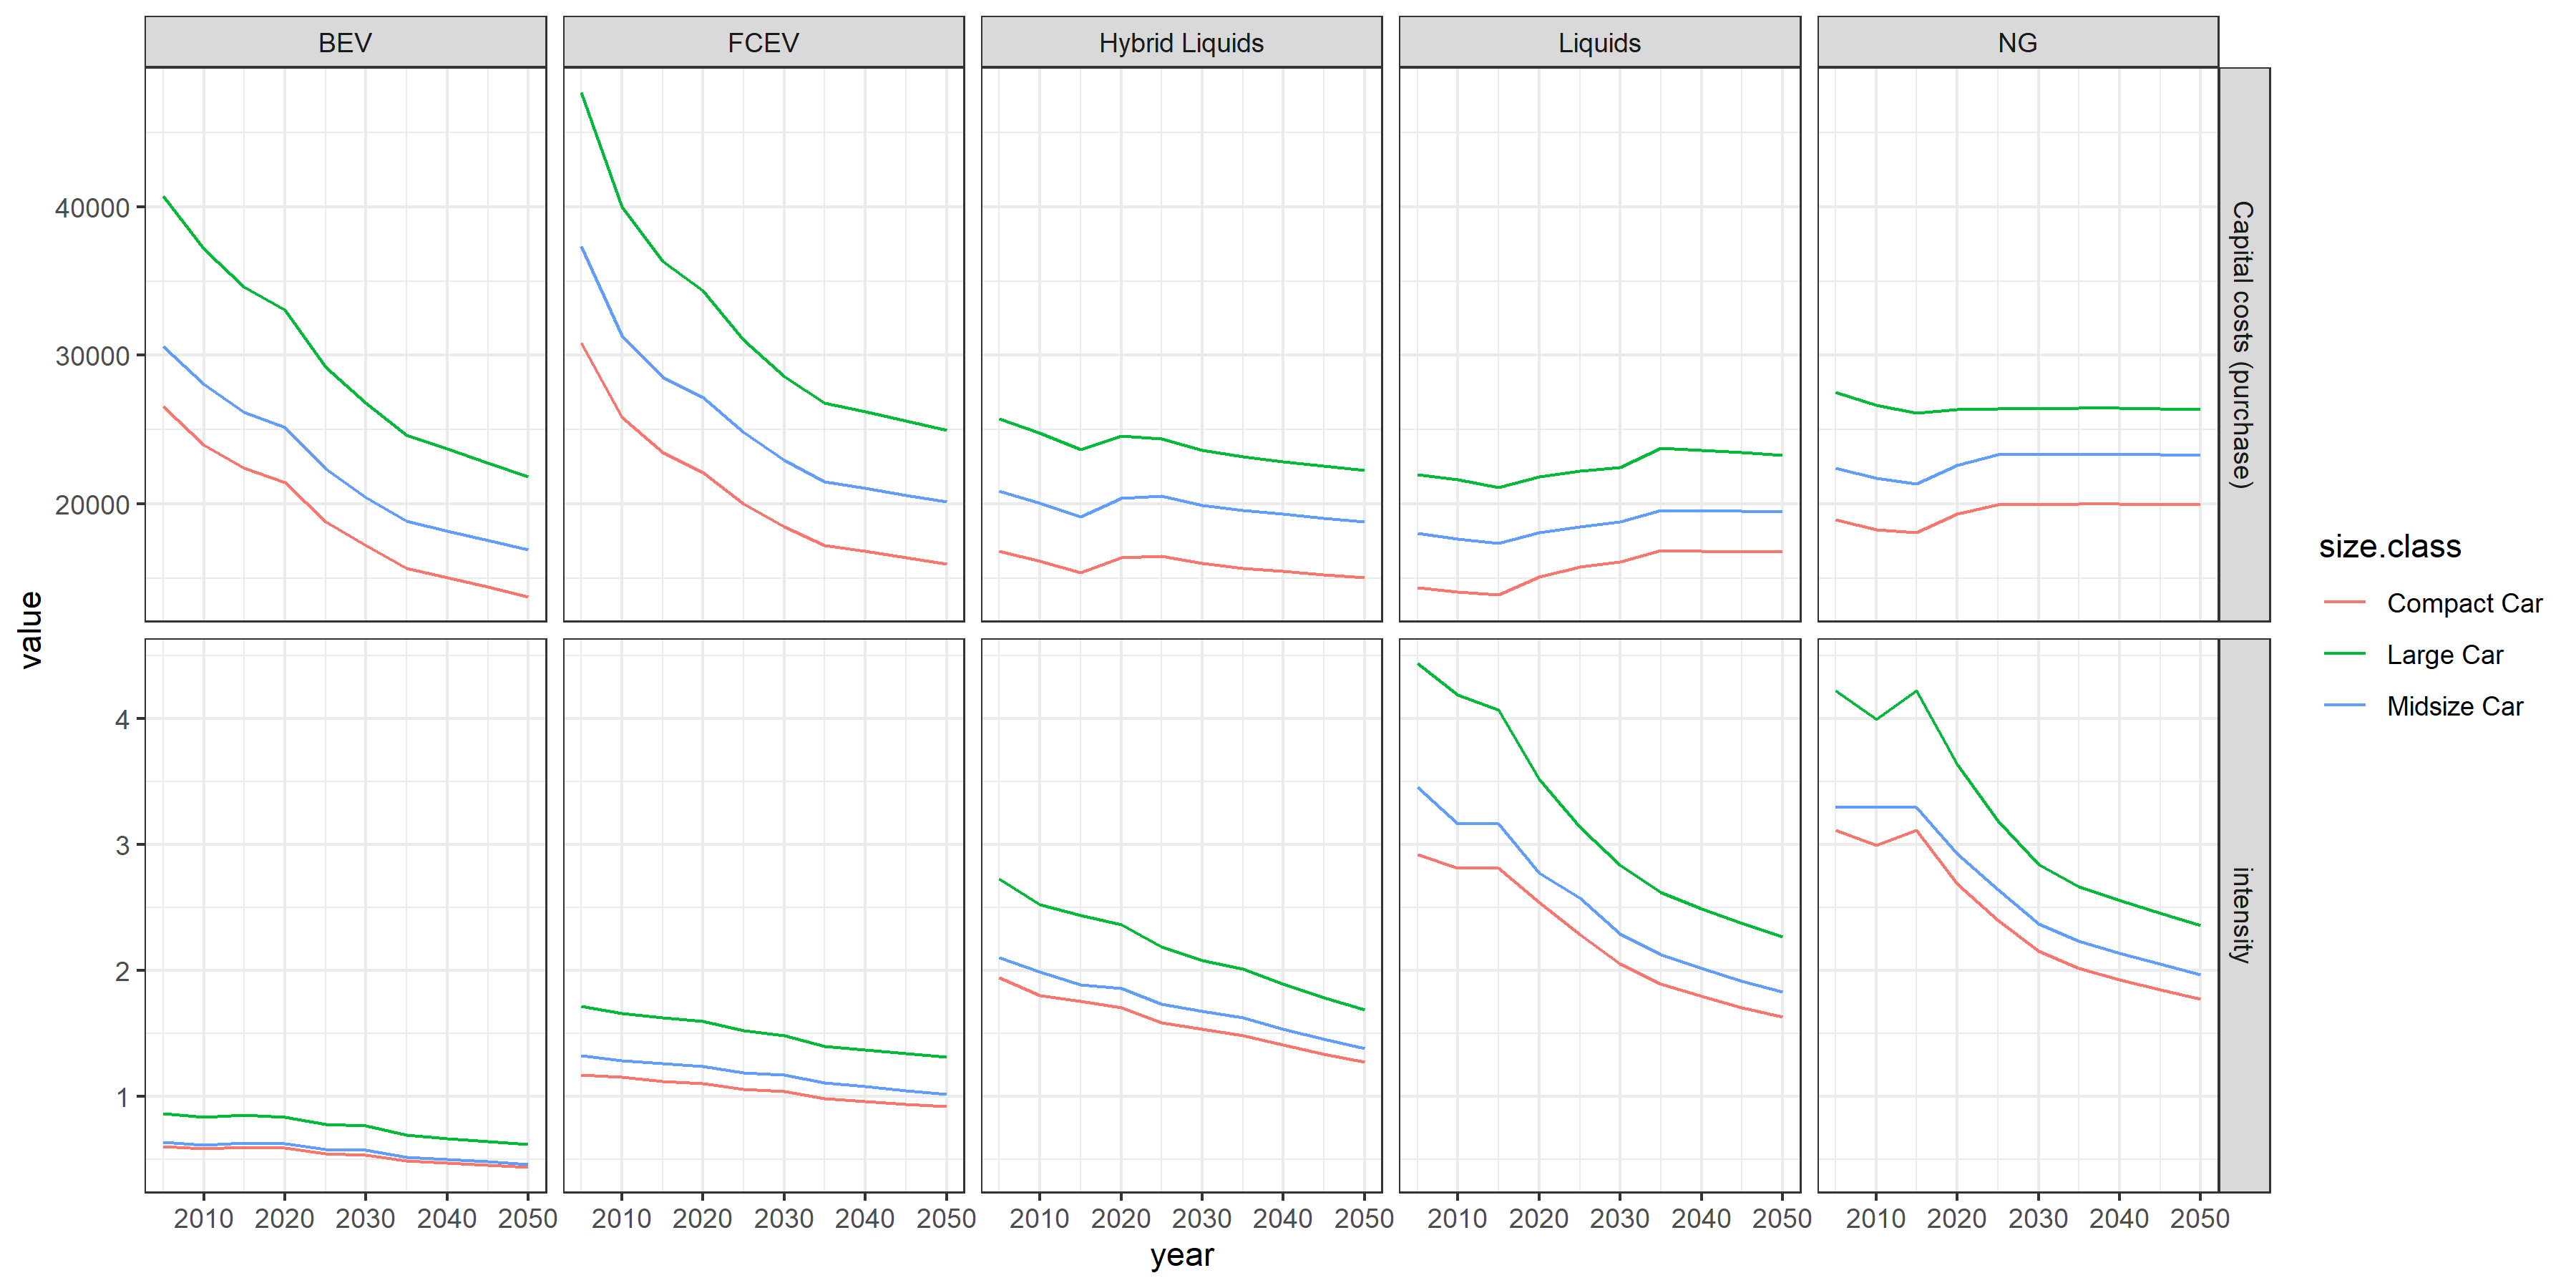 BEV FCEV Hybrid Liquids Liquids NG
value
40000
30000
20000
Capital costs (purchase)
4
3
2
1
intensity
2010 2020 2030 2040 2050 2010 2020 2030 2040 2050 2010 2020 2030 2040 2050 2010 2020 2030 2040 2050 2010 2020 2030 2040 2050
year
size.class
Compact Car
Large Car
Midsize Car